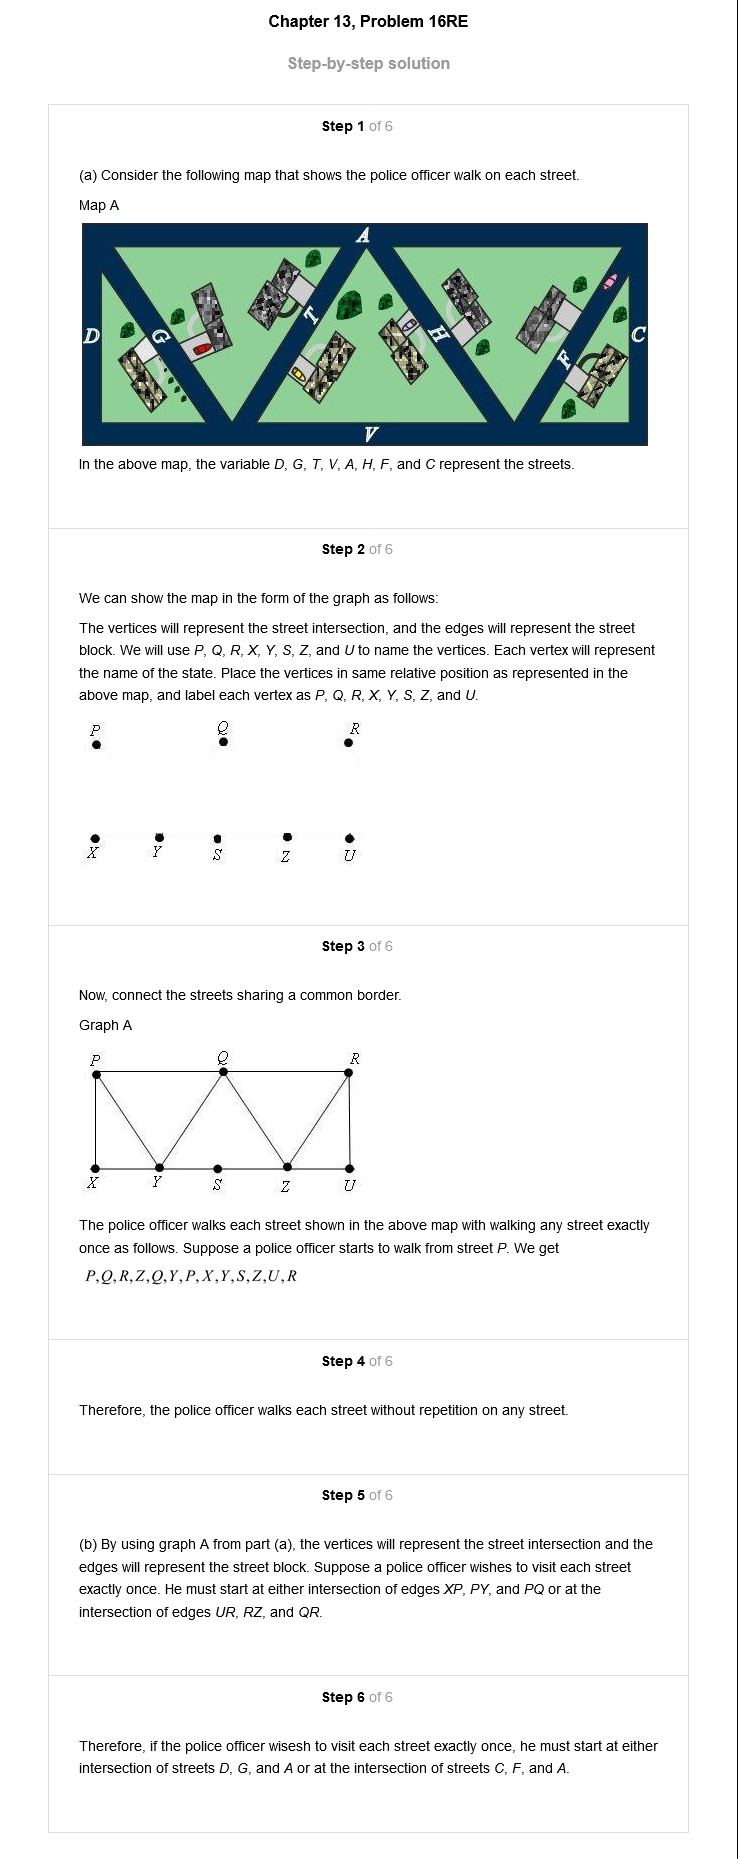 Chapter 13, Problem 16RE
Step-by-step solution
Step 1 of 6
(a) Consider the following map that shows the police officer walk on each street.
Map A
A
D
G
T
H
F
C
V
In the above map, the variable D, G, T, V, A, H, F, and C represent the streets.
Step 2 of 6
We can show the map in the form of the graph as follows:
The vertices will represent the street intersection, and the edges will represent the street
block. We will use P, Q, R, X, Y, S, Z, and U to name the vertices. Each vertex will represent
the name of the state. Place the vertices in same relative position as represented in the
above map, and label each vertex as P, Q, R, X, Y, S, Z, and U.
P Q R
X Y S Z U
Step 3 of 6
Now, connect the streets sharing a common border.
Graph A
P Q R
X Y S Z U
The police officer walks each street shown in the above map with walking any street exactly
once as follows. Suppose a police officer starts to walk from street P. We get
P,Q,R,Z,Q,Y,P,X,Y,S,Z,U,R
Step 4 of 6
Therefore, the police officer walks each street without repetition on any street.
Step 5 of 6
(b) By using graph A from part (a), the vertices will represent the street intersection and the
edges will represent the street block. Suppose a police officer wishes to visit each street
exactly once. He must start at either intersection of edges XP, PY, and PQ or at the
intersection of edges UR, RZ, and QR.
Step 6 of 6
Therefore, if the police officer wisesh to visit each street exactly once, he must start at either
intersection of streets D, G, and A or at the intersection of streets C, F, and A.